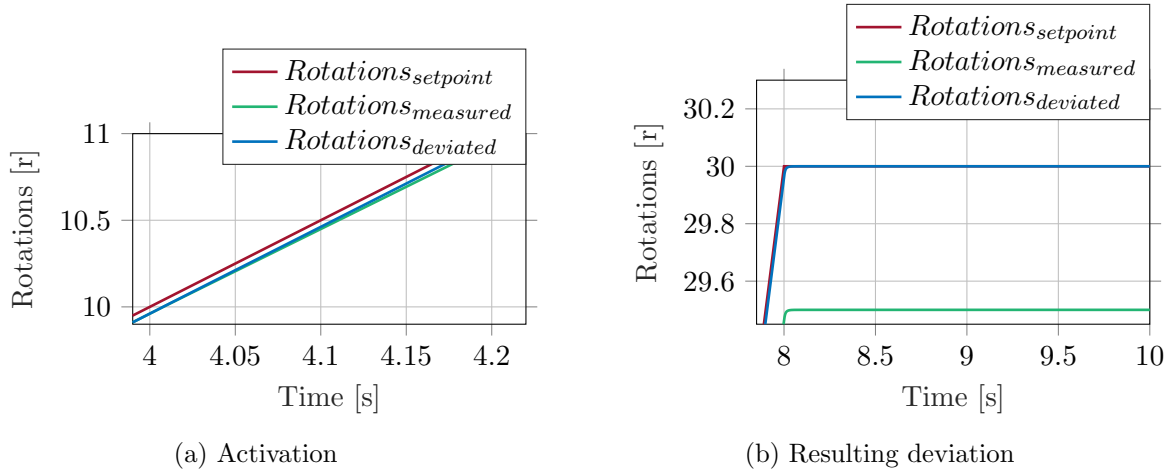 Rotations_setpoint
Rotations_measured
Rotations_deviated
11
10.5
10
Rotations [r]
4 4.05 4.1 4.15 4.2
Time [s]
(a) Activation
Rotations_setpoint
Rotations_measured
Rotations_deviated
30.2
30
29.8
29.6
Rotations [r]
8 8.5 9 9.5 10
Time [s]
(b) Resulting deviation